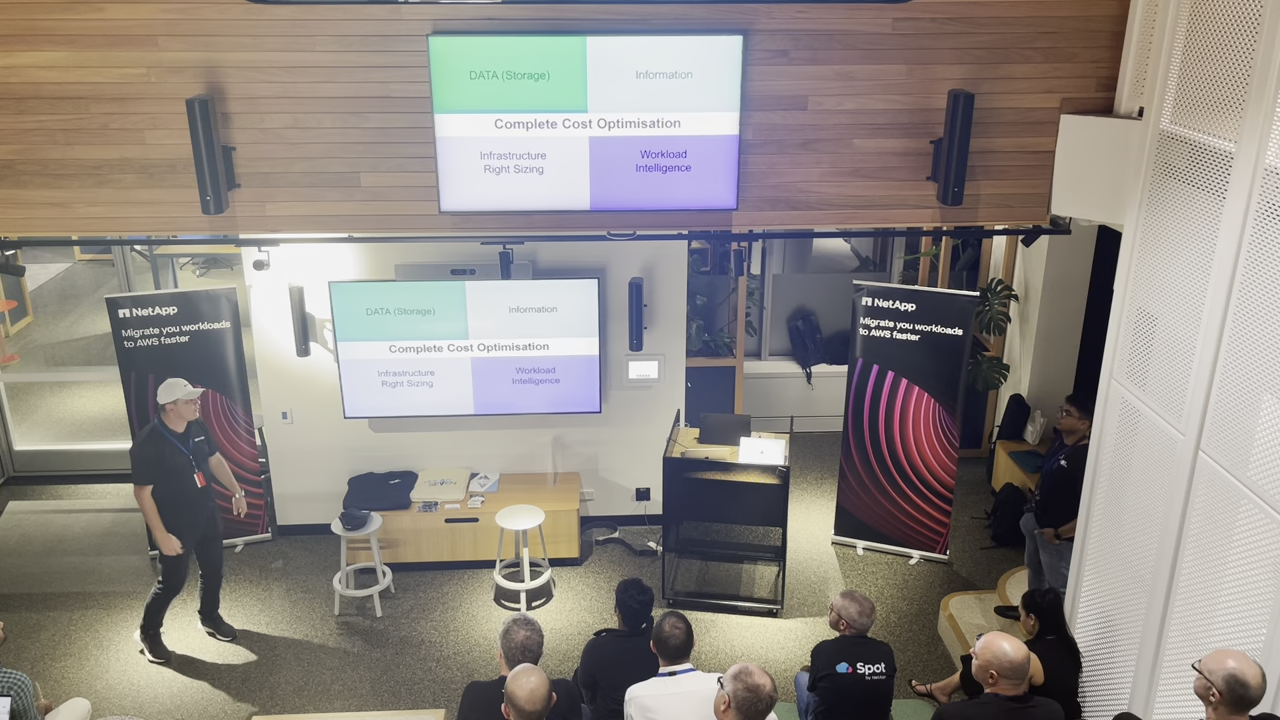 DATA (Storage)
Information
Complete Cost Optimisation
Infrastructure
Right Sizing
Workload
Intelligence
NetApp
Migrate you workloads
to AWS faster
DATA (Storage)
Information
Complete Cost Optimisation
Infrastructure
Right Sizing
Workload
Intelligence
NetApp
Migrate you workloads
to AWS faster
Spot
by NetApp